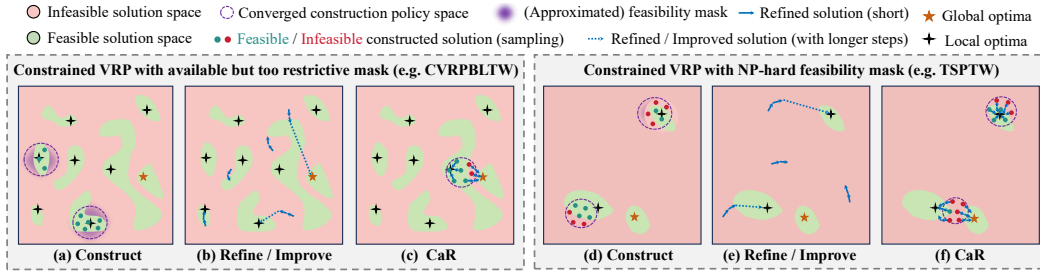 Infeasible solution space Converged construction policy space (Approximated) feasibility mask Refined solution (short) Global optima
Feasible solution space Feasible / Infeasible constructed solution (sampling) Refined / Improved solution (with longer steps) Local optima
Constrained VRP with available but too restrictive mask (e.g. CVRPBLTW)
Constrained VRP with NP-hard feasibility mask (e.g. TSPTW)
(a) Construct (b) Refine / Improve (c) CaR
(d) Construct (e) Refine / Improve (f) CaR